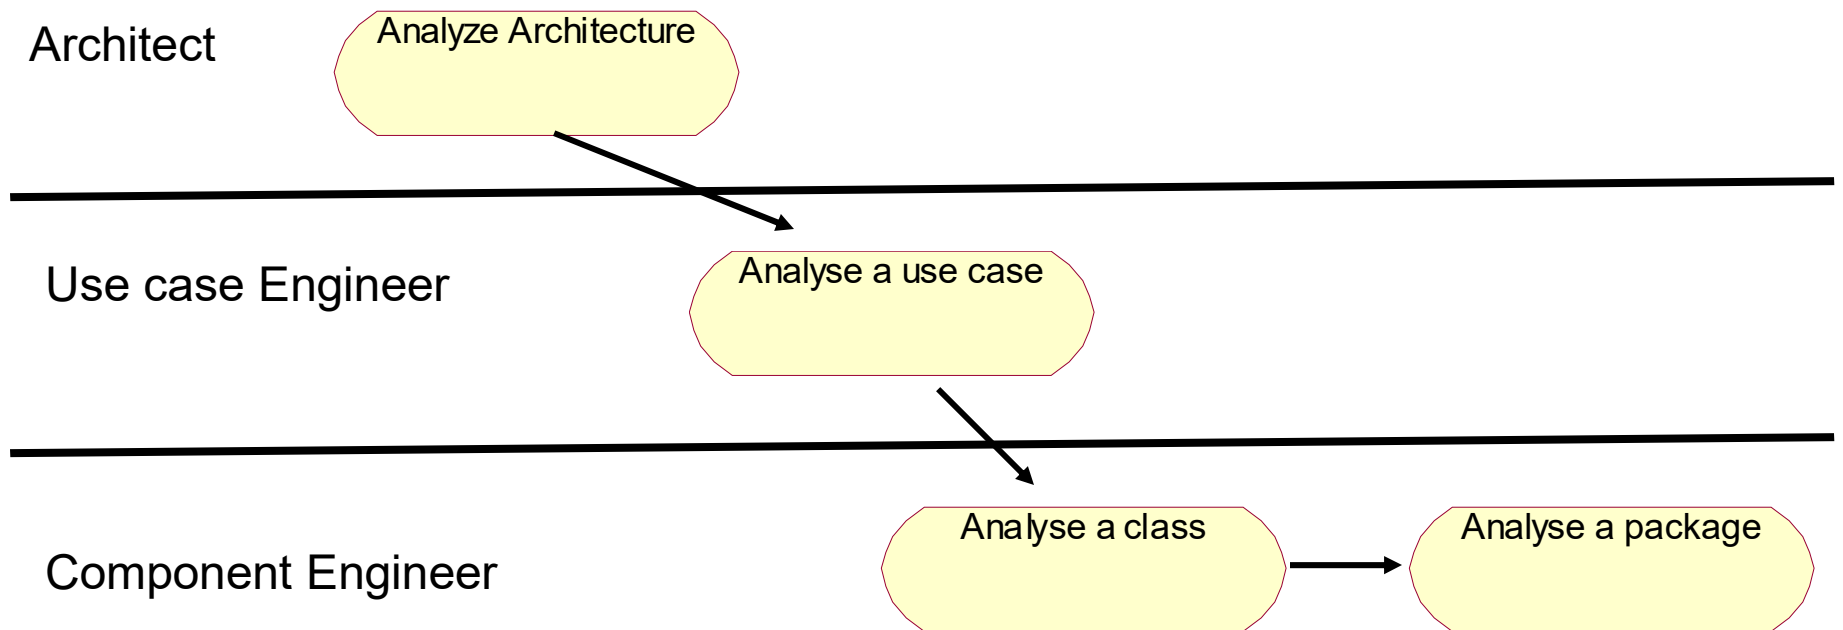 Architect
Analyze Architecture
Use case Engineer
Analyse a use case
Component Engineer
Analyse a class
Analyse a package